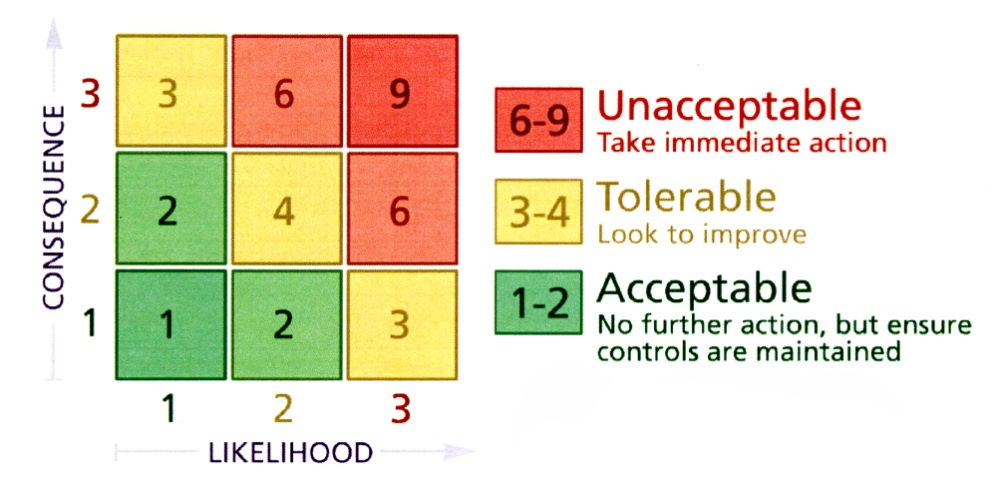 CONSEQUENCE
3 3 6 9
2 2 4 6
1 1 2 3
1 2 3
LIKELIHOOD
6-9 Unacceptable
Take immediate action
3-4 Tolerable
Look to improve
1-2 Acceptable
No further action, but ensure
controls are maintained